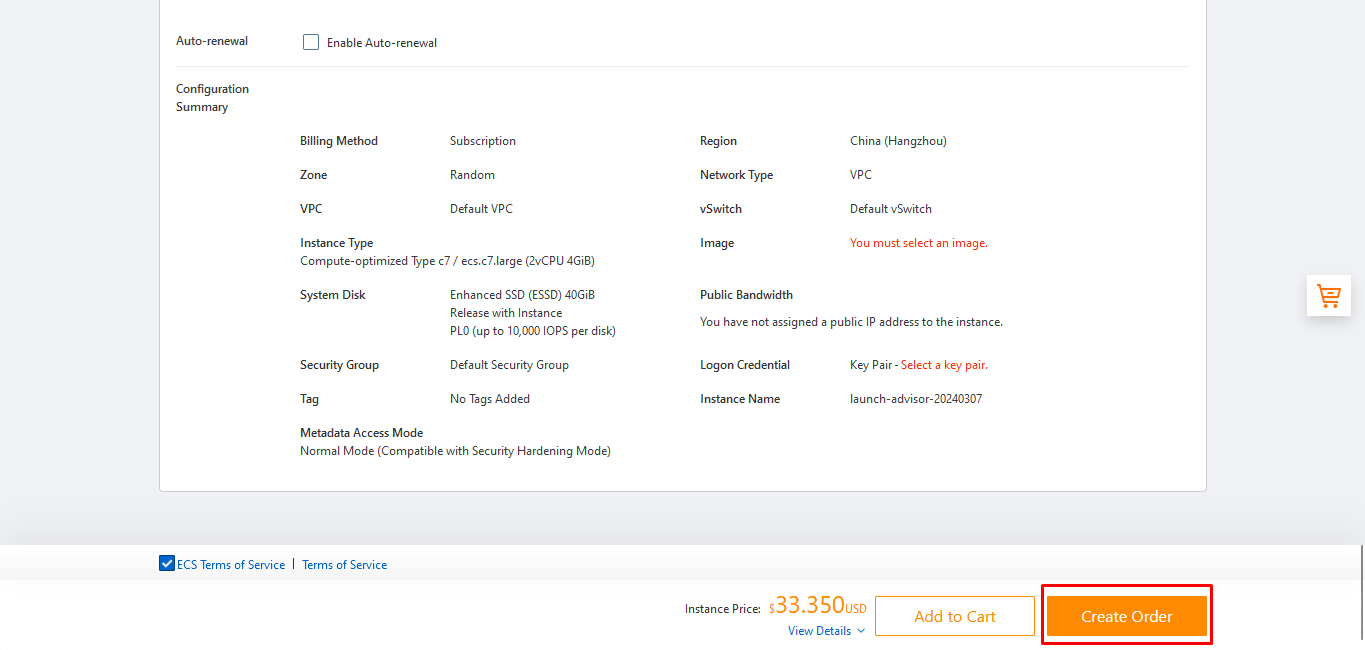 Auto-renewal
Enable Auto-renewal
Configuration
Summary
Billing Method Subscription Region China (Hangzhou)
Zone Random Network Type VPC
VPC Default VPC vSwitch Default vSwitch
Instance Type Image You must select an image.
Compute-optimized Type c7 / ecs.c7.large (2vCPU 4GiB)
System Disk Enhanced SSD (ESSD) 40GiB Public Bandwidth
Release with Instance
You have not assigned a public IP address to the instance.
PL0 (up to 10,000 IOPS per disk)
Security Group Default Security Group Logon Credential Key Pair - Select a key pair.
Tag No Tags Added Instance Name launch-advisor-20240307
Metadata Access Mode
Normal Mode (Compatible with Security Hardening Mode)
ECS Terms of Service | Terms of Service
Instance Price: $33.350USD
View Details
Add to Cart
Create Order